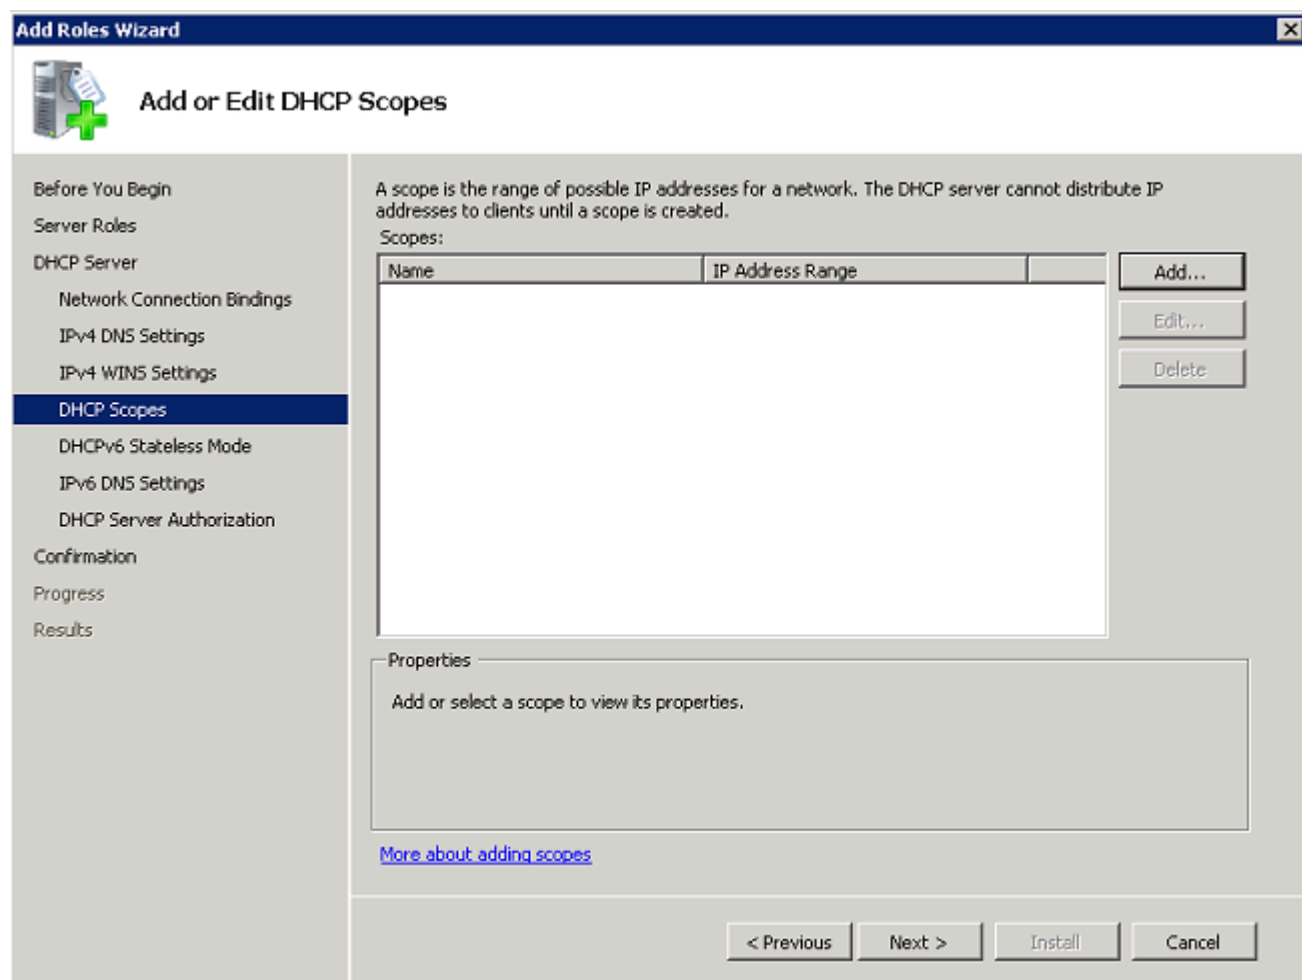 Add Roles Wizard
Add or Edit DHCP Scopes
Before You Begin
Server Roles
DHCP Server
Network Connection Bindings
IPv4 DNS Settings
IPv4 WINS Settings
DHCP Scopes
DHCPv6 Stateless Mode
IPv6 DNS Settings
DHCP Server Authorization
Confirmation
Progress
Results
A scope is the range of possible IP addresses for a network. The DHCP server cannot distribute IP
addresses to clients until a scope is created.
Scopes:
Name IP Address Range
Add...
Edit...
Delete
Properties
Add or select a scope to view its properties.
More about adding scopes
< Previous Next > Install Cancel